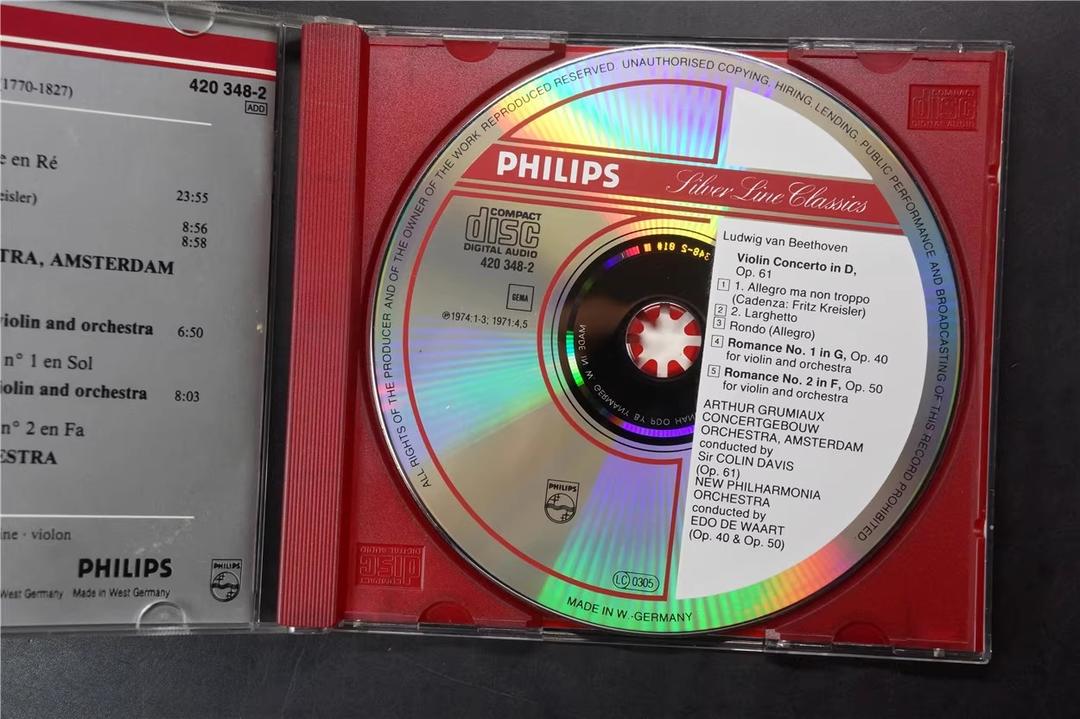 (1770-1827)
420 348-2
ADD
e en Ré
eisler)
23:55
8:56
8:58
TRA, AMSTERDAM
violin and orchestra 6:50
n° 1 en Sol
iolin and orchestra 8:03
n° 2 en Fa
ESTRA
ine · violon
PHILIPS
PHILIPS
West Germany Made in West Germany
ALL RIGHTS OF THE PRODUCER AND OF THE OWNER OF THE WORK REPRODUCED RESERVED. UNAUTHORISED COPYING, HIRING, LENDING, PUBLIC PERFORMANCE AND BROADCASTING OF THIS RECORD PROHIBITED
PHILIPS
Silver Line Classics
COMPACT
disc
DIGITAL AUDIO
420 348-2
GEMA
℗1974:1-3; 1971:4,5
MADE IN W. GERMANY BY PDO HAN
Ludwig van Beethoven
Violin Concerto in D,
Op. 61
1 1. Allegro ma non troppo
(Cadenza: Fritz Kreisler)
2 2. Larghetto
3 Rondo (Allegro)
4 Romance No. 1 in G, Op. 40
for violin and orchestra
5 Romance No. 2 in F, Op. 50
for violin and orchestra
ARTHUR GRUMIAUX
CONCERTGEBOUW
ORCHESTRA, AMSTERDAM
conducted by
Sir COLIN DAVIS
(Op. 61)
NEW PHILHARMONIA
ORCHESTRA
conducted by
EDO DE WAART
(Op. 40 & Op. 50)
PHILIPS
LC 0305
MADE IN W.-GERMANY
COMPACT
disc
DIGITAL AUDIO
COMPACT
disc
DIGITAL AUDIO